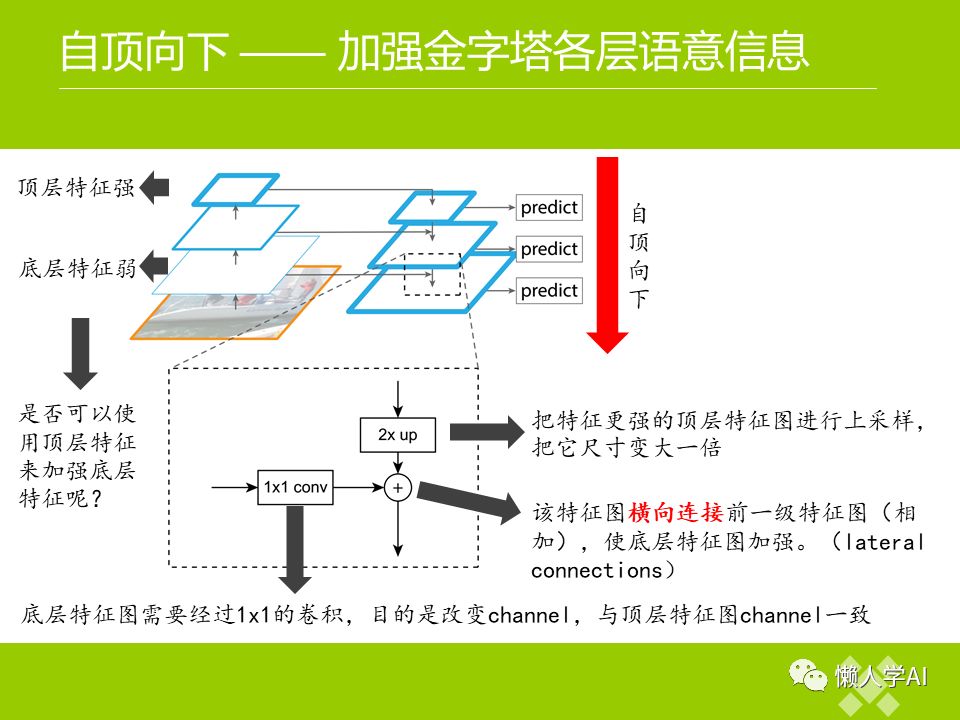 自顶向下 —— 加强金字塔各层语意信息
顶层特征强
底层特征弱
predict
predict
predict
自
顶
向
下
是否可以使
用顶层特征
来加强底层
特征呢？
2x up
1x1 conv
+
把特征更强的顶层特征图进行上采样，
把它尺寸变大一倍
该特征图横向连接前一级特征图（相
加），使底层特征图加强。（lateral
connections）
底层特征图需要经过1x1的卷积，目的是改变channel，与顶层特征图channel一致
懒人学AI